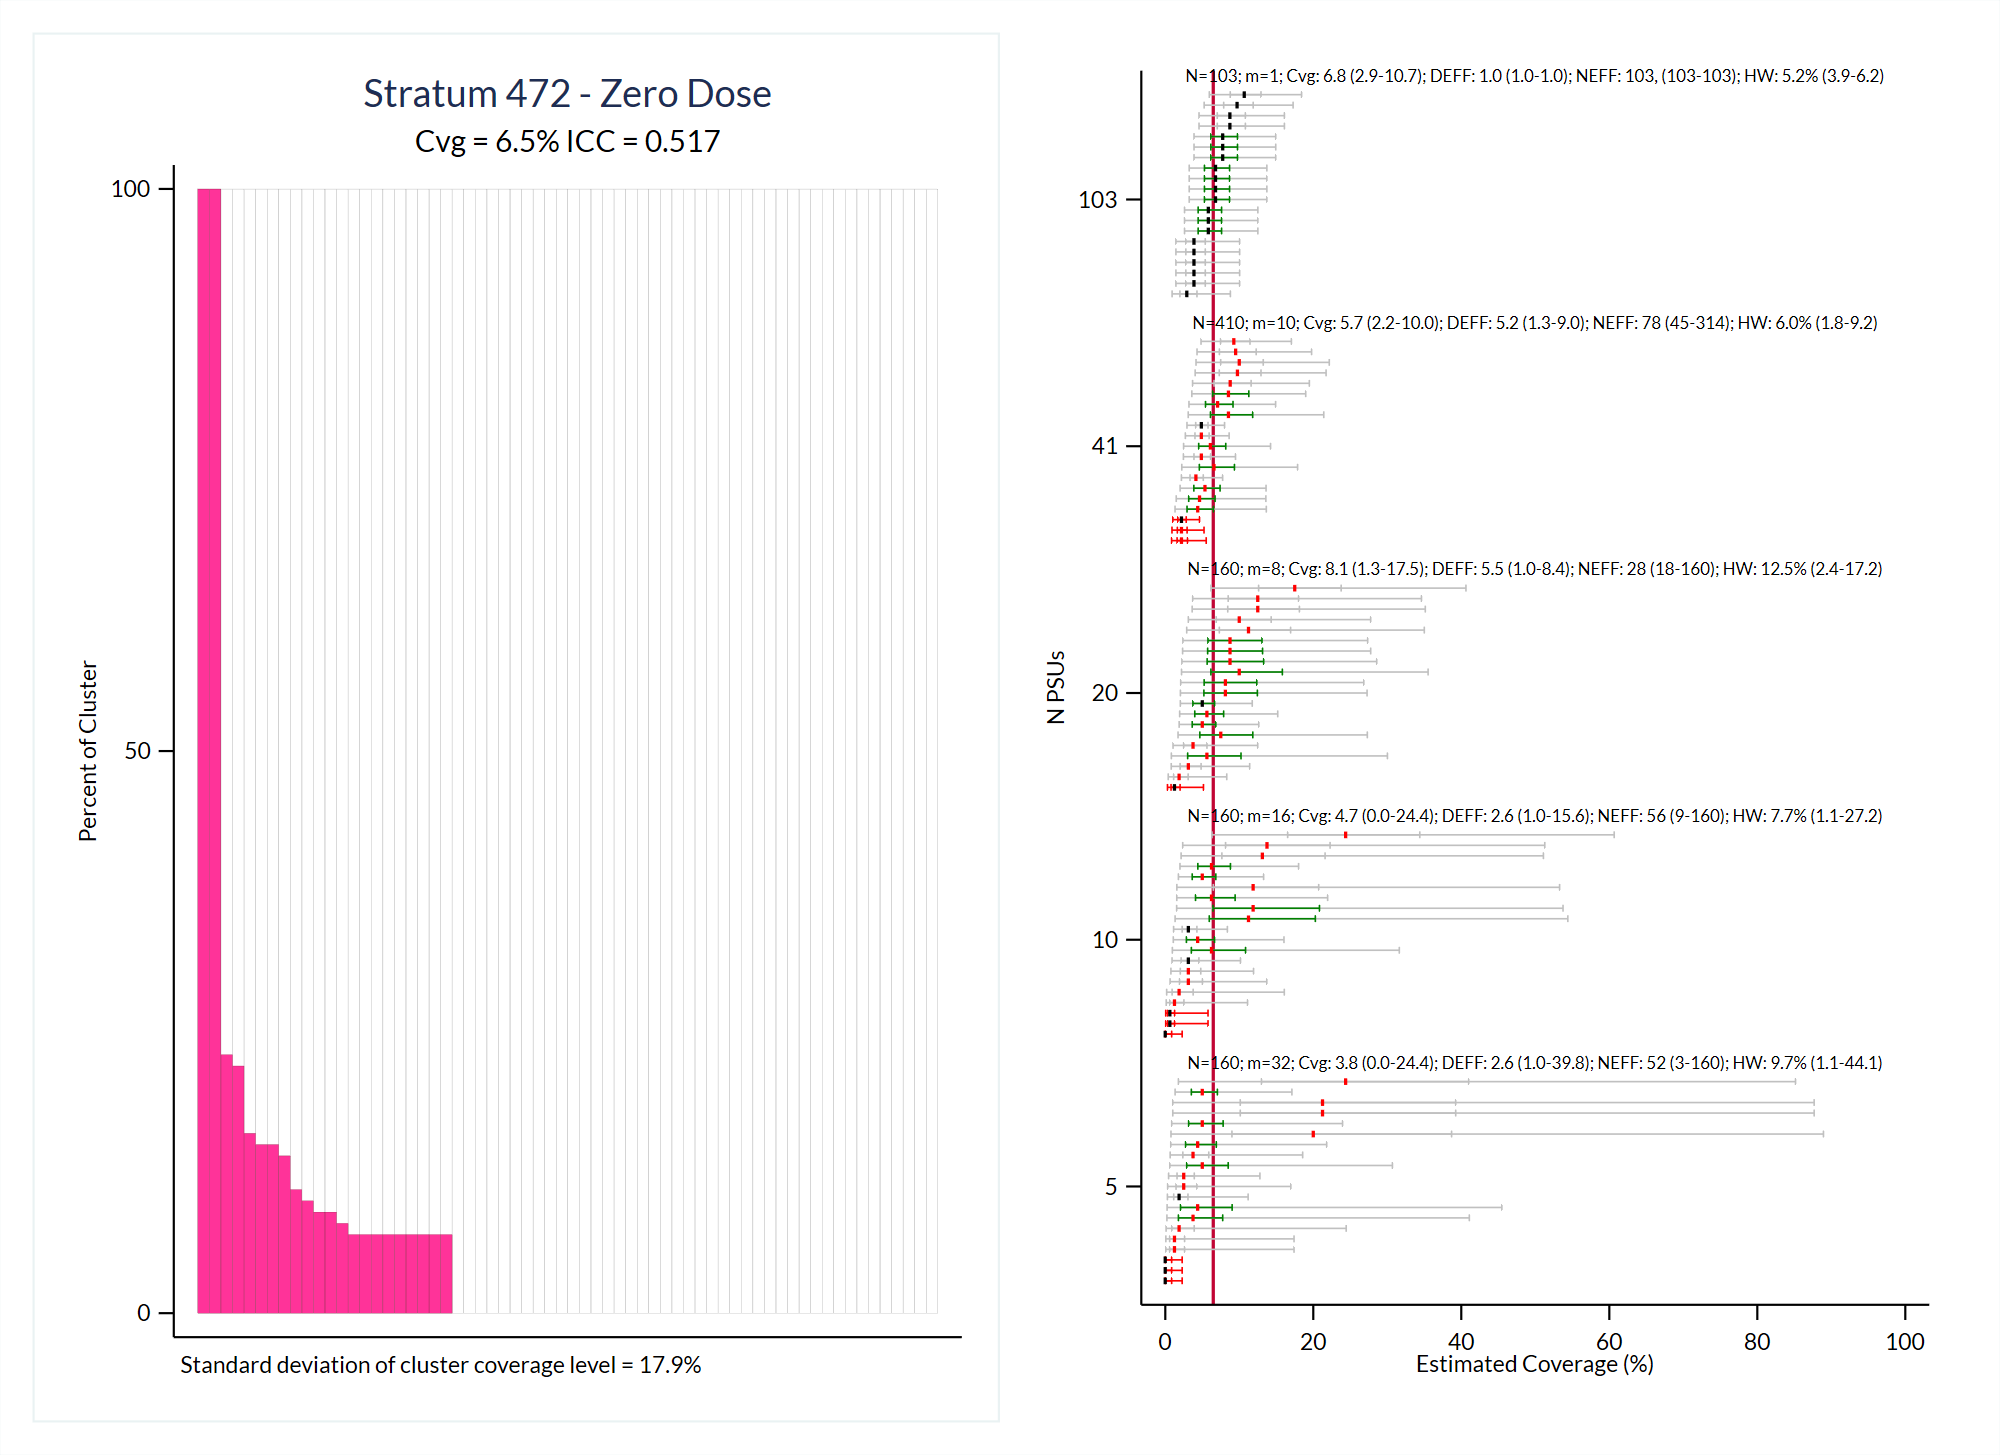 Stratum 472 - Zero Dose
Cvg = 6.5% ICC = 0.517
100
50
0
Percent of Cluster
Standard deviation of cluster coverage level = 17.9%
N=103; m=1; Cvg: 6.8 (2.9-10.7); DEFF: 1.0 (1.0-1.0); NEFF: 103, (103-103); HW: 5.2% (3.9-6.2)
103
N=410; m=10; Cvg: 5.7 (2.2-10.0); DEFF: 5.2 (1.3-9.0); NEFF: 78 (45-314); HW: 6.0% (1.8-9.2)
41
N=160; m=8; Cvg: 8.1 (1.3-17.5); DEFF: 5.5 (1.0-8.4); NEFF: 28 (18-160); HW: 12.5% (2.4-17.2)
20
N=160; m=16; Cvg: 4.7 (0.0-24.4); DEFF: 2.6 (1.0-15.6); NEFF: 56 (9-160); HW: 7.7% (1.1-27.2)
10
N=160; m=32; Cvg: 3.8 (0.0-24.4); DEFF: 2.6 (1.0-39.8); NEFF: 52 (3-160); HW: 9.7% (1.1-44.1)
5
N PSUs
0 20 40 60 80 100
Estimated Coverage (%)